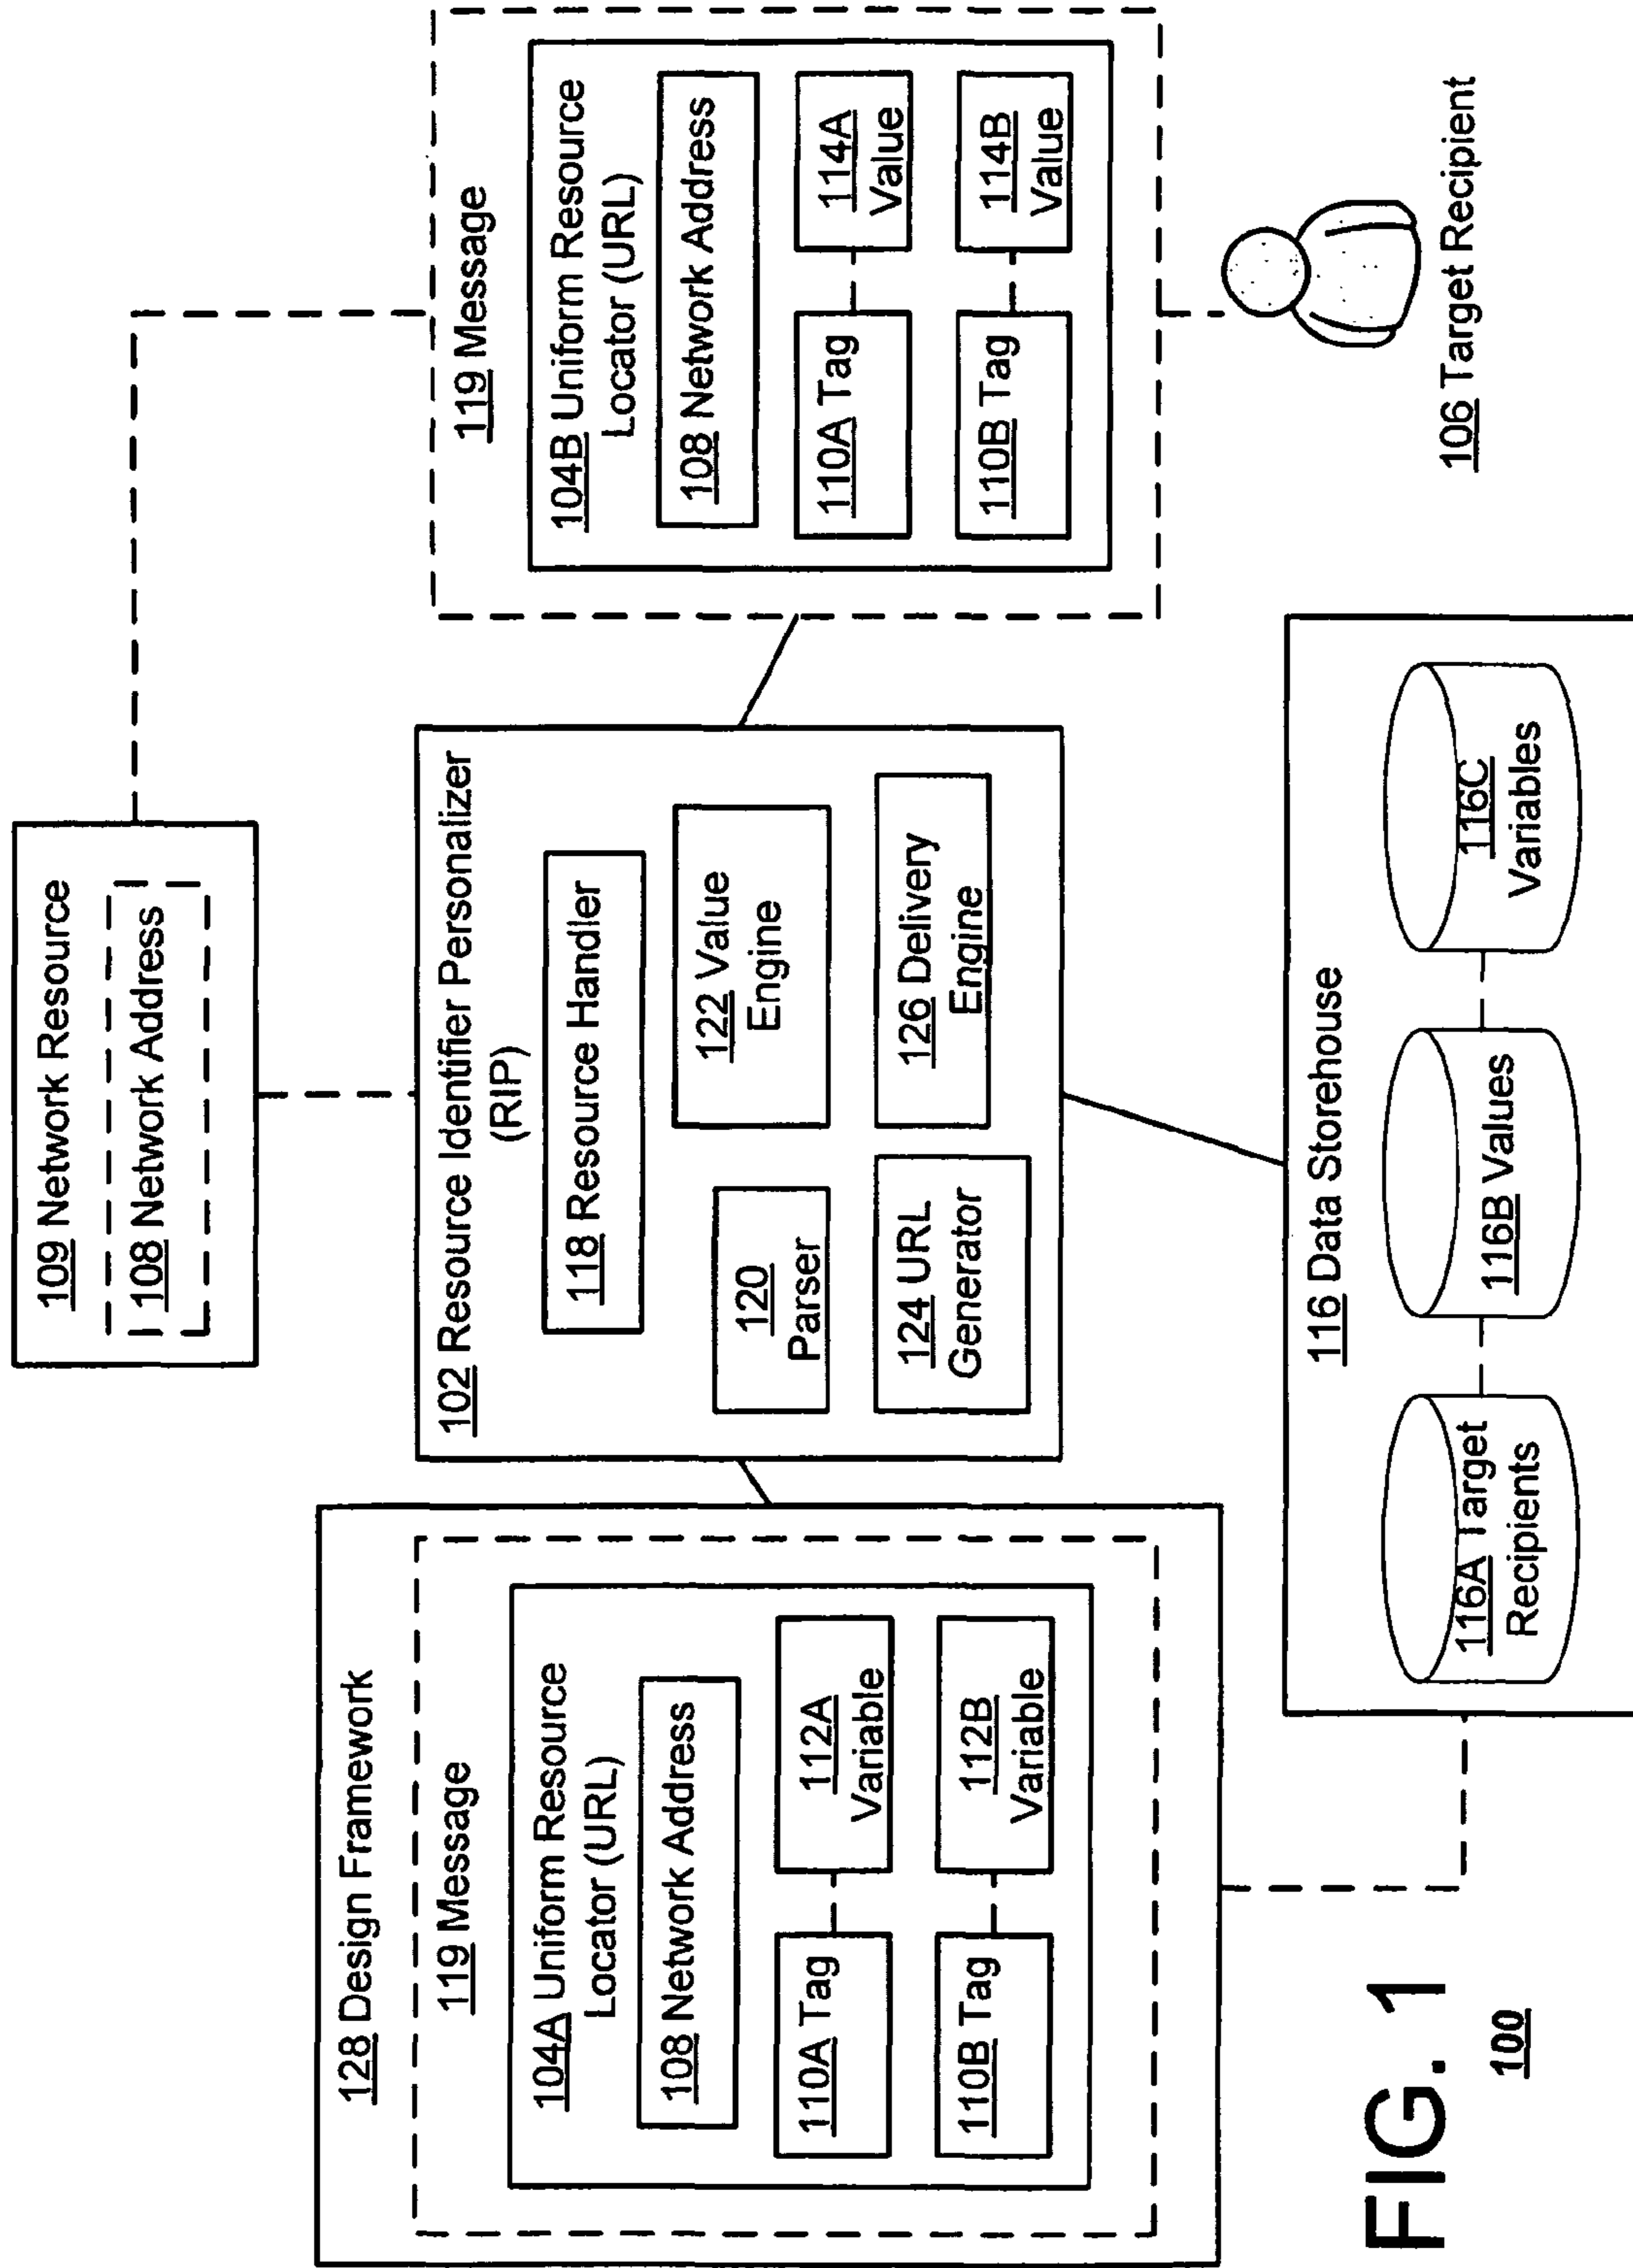 109 Network Resource
108 Network Address
128 Design Framework
119 Message
104A Uniform Resource
Locator (URL)
108 Network Address
110A Tag
112A
Variable
110B Tag
112B
Variable
102 Resource Identifier Personalizer
(RIP)
118 Resource Handler
120
Parser
122 Value
Engine
124 URL
Generator
126 Delivery
Engine
119 Message
104B Uniform Resource
Locator (URL)
108 Network Address
110A Tag
114A
Value
110B Tag
114B
Value
106 Target Recipient
116 Data Storehouse
116A Target
Recipients
116B Values
116C
Variables
FIG. 1
100